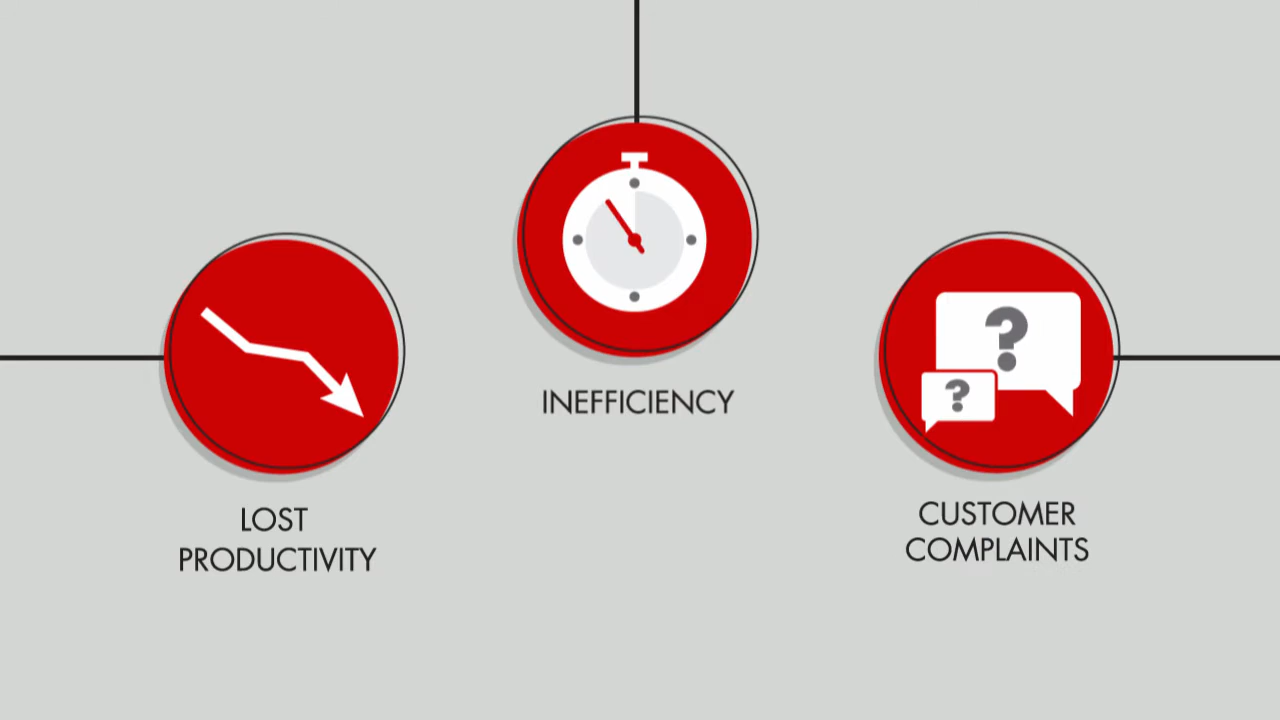 LOST
PRODUCTIVITY
INEFFICIENCY
?
?
CUSTOMER
COMPLAINTS